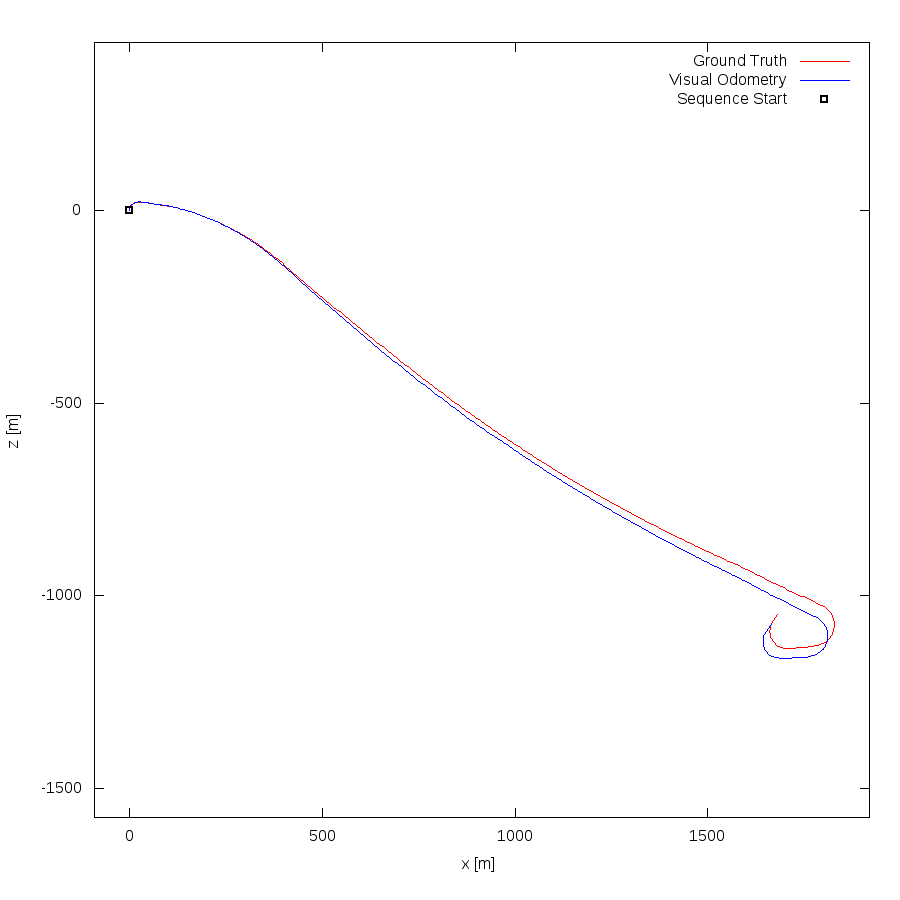 Ground Truth
Visual Odometry
Sequence Start
0
-500
-1000
-1500
z [m]
0 500 1000 1500
x [m]